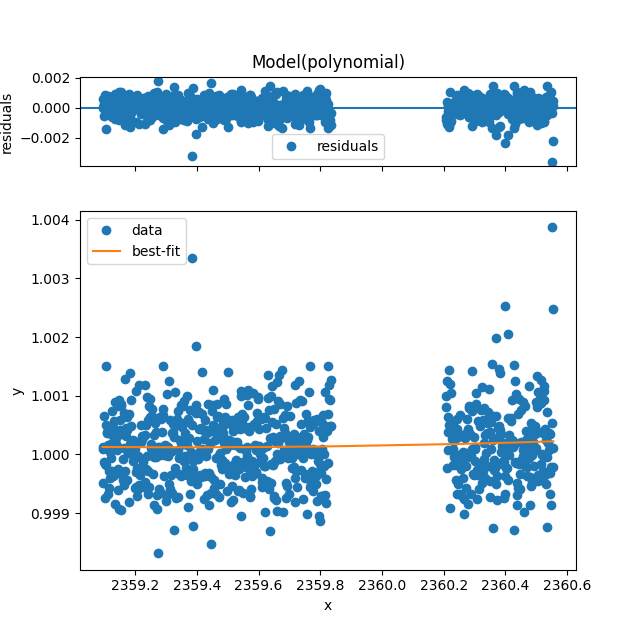 Model(polynomial)
0.002
0.000
−0.002
residuals
residuals
1.004
1.003
1.002
1.001
1.000
0.999
y
data
best-fit
2359.2 2359.4 2359.6 2359.8 2360.0 2360.2 2360.4 2360.6
x